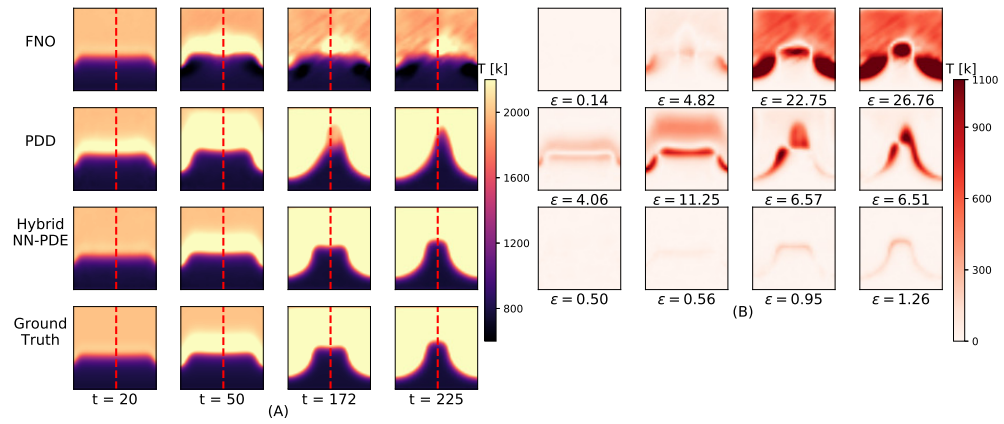 FNO
T [k]
T [k]
ε = 0.14
ε = 4.82
ε = 22.75
ε = 26.76
1100
2000
PDD
900
1600
ε = 4.06
ε = 11.25
ε = 6.57
ε = 6.51
600
Hybrid
NN-PDE
1200
300
ε = 0.50
ε = 0.56
ε = 0.95
ε = 1.26
800
(B)
Ground
Truth
0
t = 20
t = 50
t = 172
t = 225
(A)